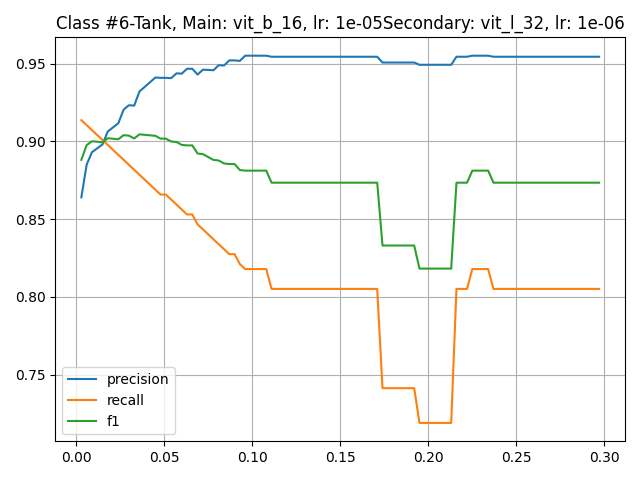 Class #6-Tank, Main: vit_b_16, lr: 1e-05Secondary: vit_l_32, lr: 1e-06
0.95
0.90
0.85
0.80
0.75
precision
recall
f1
0.00 0.05 0.10 0.15 0.20 0.25 0.30